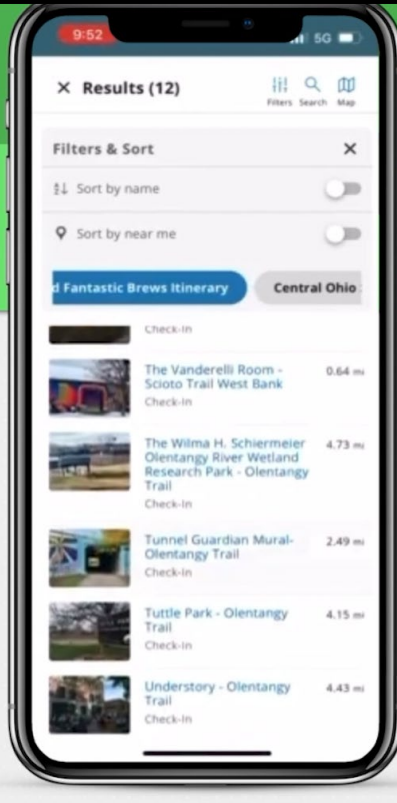 9:52
5G
× Results (12)
Filters Search Map
Filters & Sort ×
Sort by name
Sort by near me
d Fantastic Brews Itinerary
Central Ohio
Check-In
The Vanderelli Room - 0.64 mi
Scioto Trail West Bank
Check-In
The Wilma H. Schiermeier 4.73 mi
Olentangy River Wetland
Research Park - Olentangy
Trail
Check-In
Tunnel Guardian Mural- 2.49 mi
Olentangy Trail
Check-In
Tuttle Park - Olentangy 4.15 mi
Trail
Check-In
Understory - Olentangy 4.43 mi
Trail
Check-In